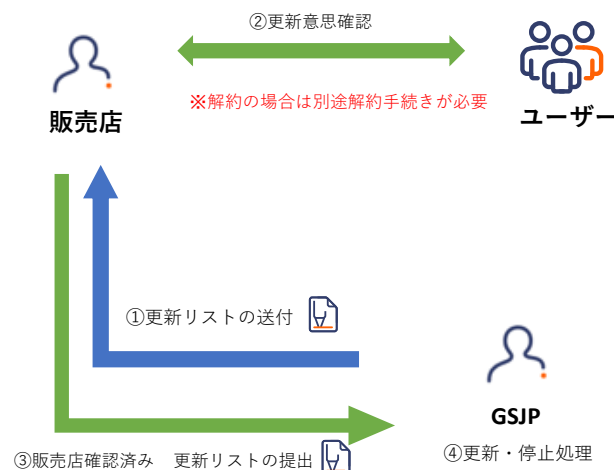 ②更新意思確認
※解約の場合は別途解約手続きが必要
販売店
ユーザー
①更新リストの送付
GSJP
④更新・停止処理
③販売店確認済み　更新リストの提出